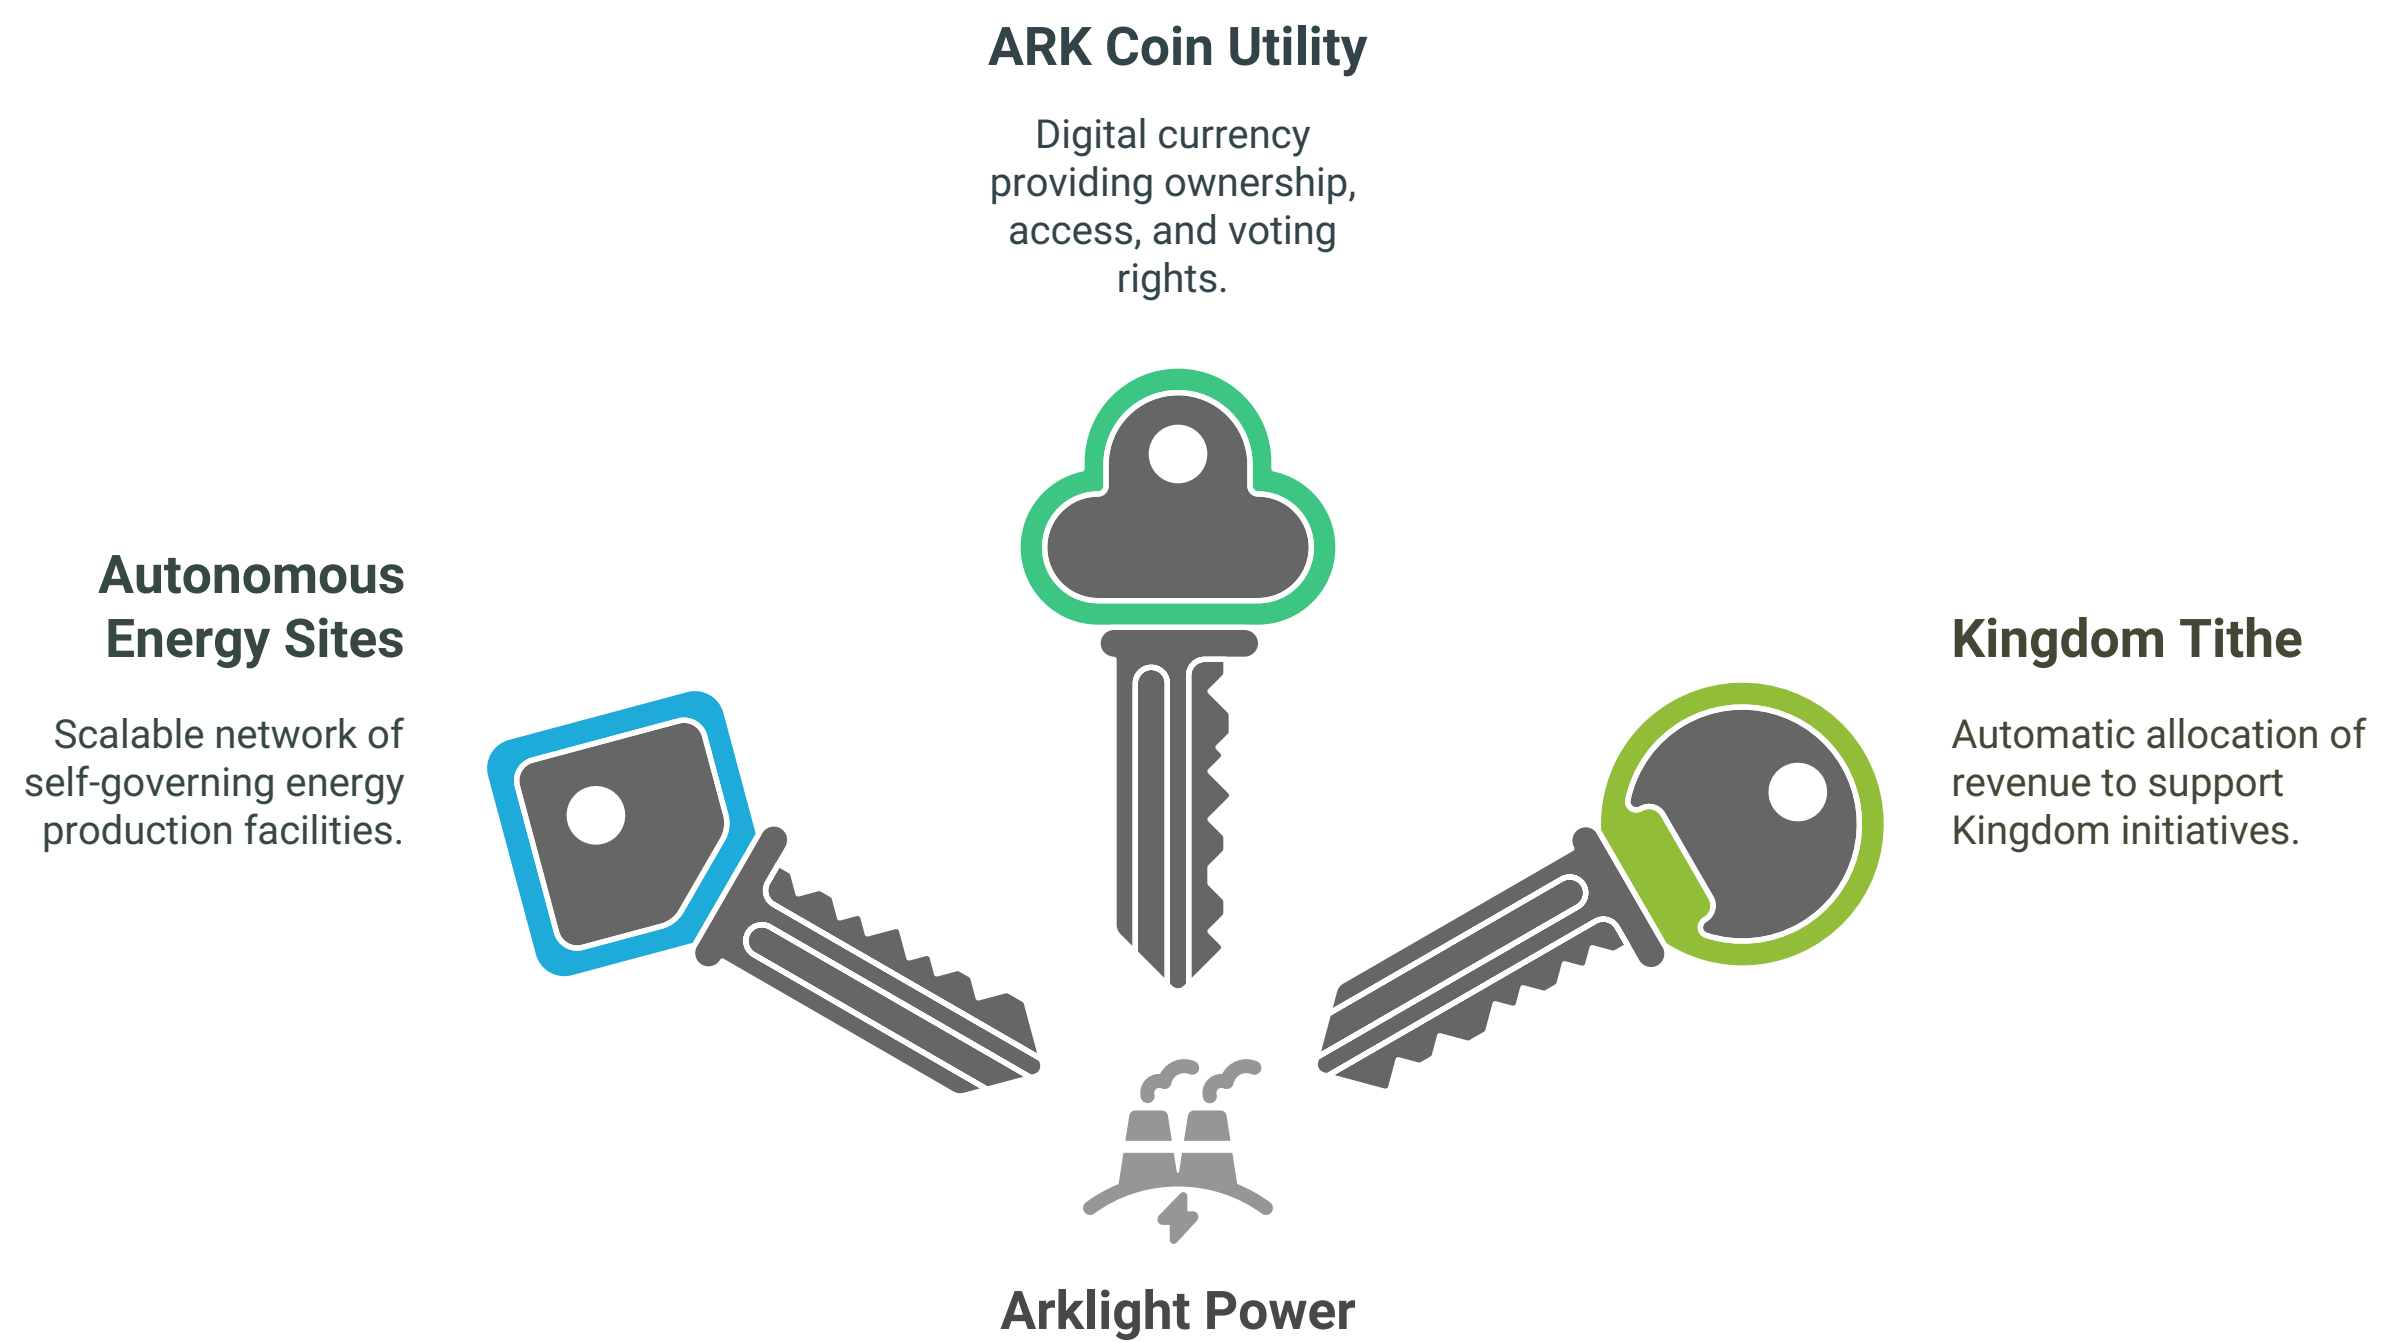 ARK Coin Utility
Digital currency
providing ownership,
access, and voting
rights.
Autonomous
Energy Sites
Scalable network of
self-governing energy
production facilities.
Kingdom Tithe
Automatic allocation of
revenue to support
Kingdom initiatives.
Arklight Power